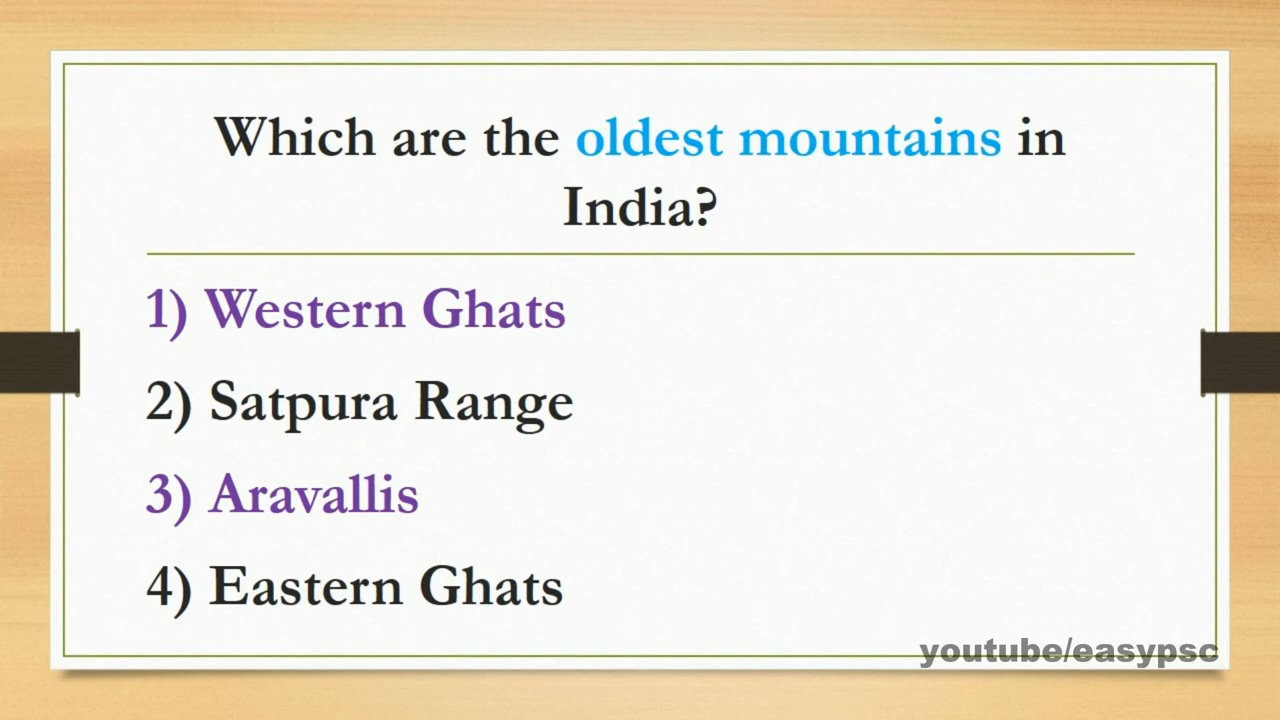 Which are the oldest mountains in
India?
1) Western Ghats
2) Satpura Range
3) Aravallis
4) Eastern Ghats
youtube/easypsc